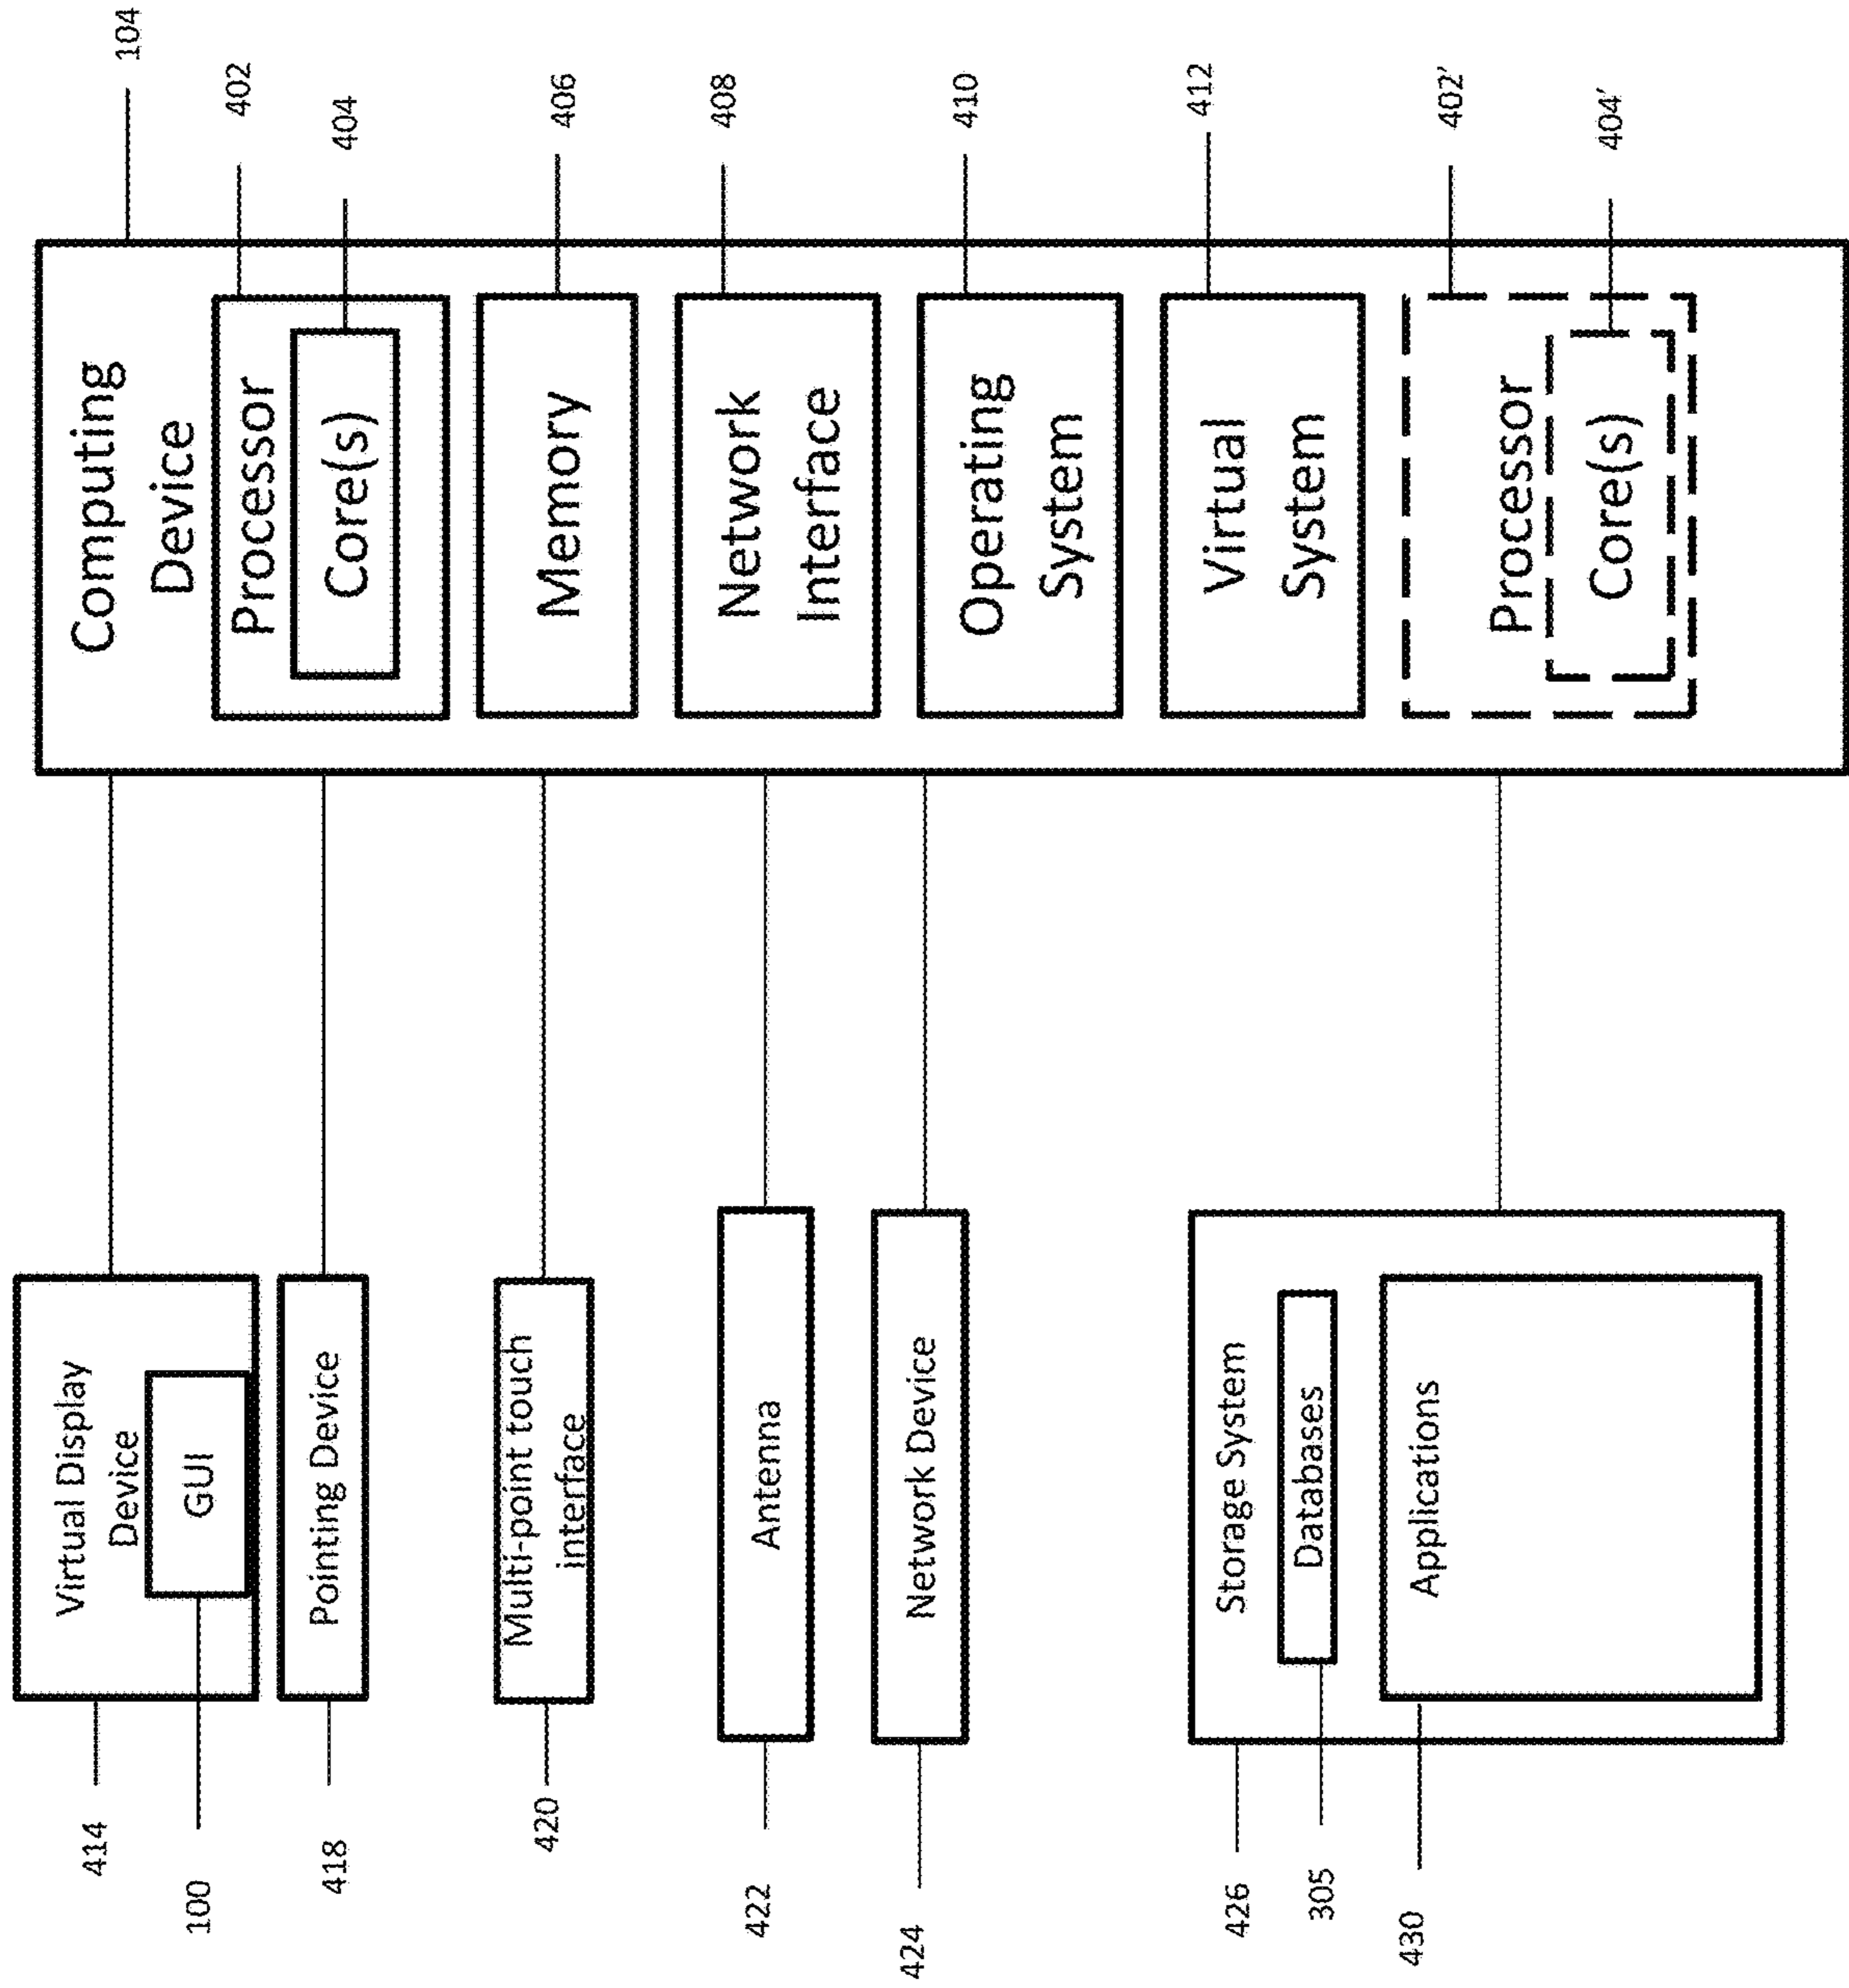 104
Computing
Device
402
Processor
404
Core(s)
406
Memory
408
Network
Interface
410
Operating
System
412
Virtual
System
402'
Processor
404'
Core(s)
414
Virtual Display
Device
100
GUI
418
Pointing Device
420
Multi-point touch
interface
422
Antenna
424
Network Device
426
Storage System
305
Databases
430
Applications